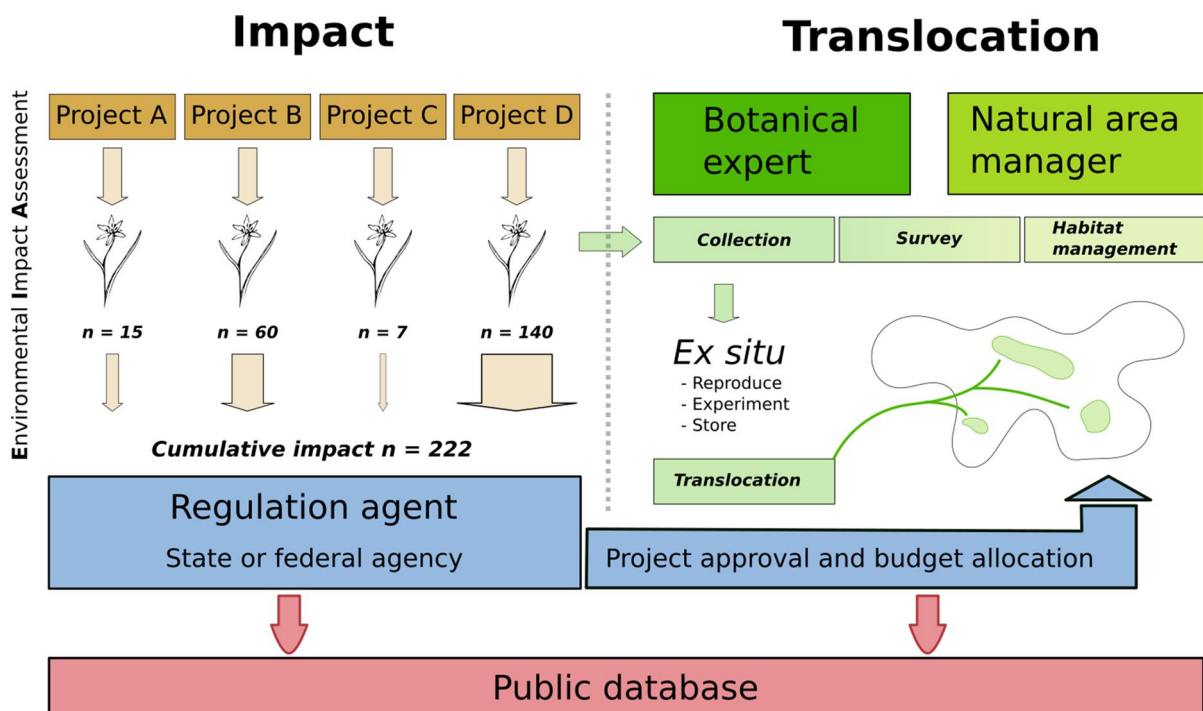 Impact
Translocation
Environmental Impact Assessment
Project A
Project B
Project C
Project D
n = 15
n = 60
n = 7
n = 140
Cumulative impact n = 222
Regulation agent
State or federal agency
Botanical
expert
Natural area
manager
Collection
Survey
Habitat
management
Ex situ
- Reproduce
- Experiment
- Store
Translocation
Project approval and budget allocation
Public database